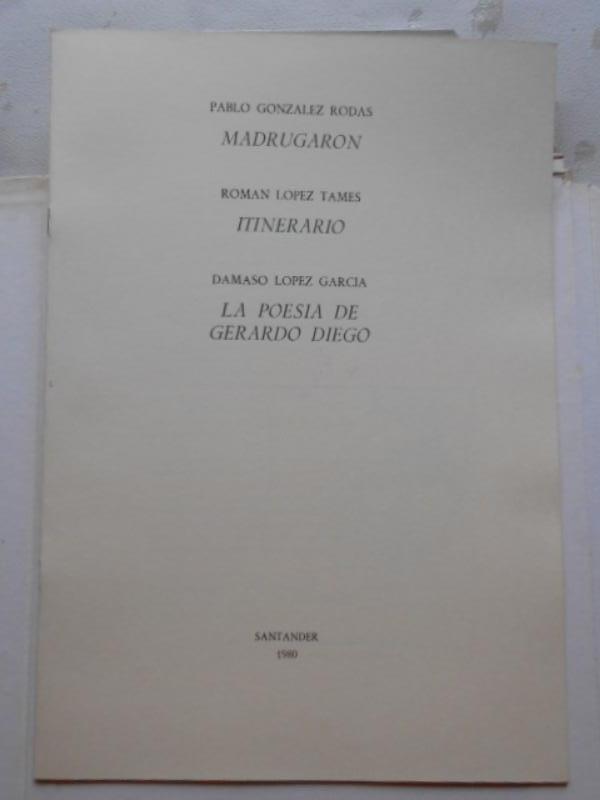 PABLO GONZALEZ RODAS
MADRUGARON
ROMAN LOPEZ TAMES
ITINERARIO
DAMASO LOPEZ GARCIA
LA POESIA DE
GERARDO DIEGO
SANTANDER
1980